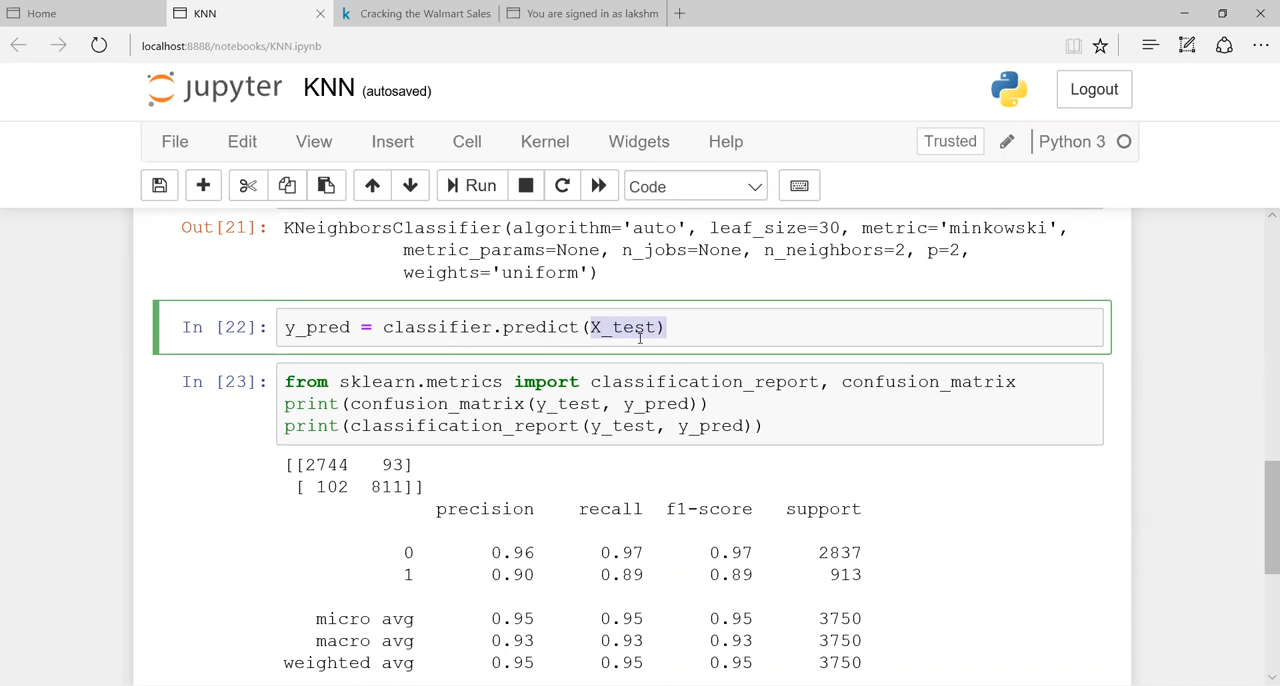 Home
KNN
Cracking the Walmart Sales
You are signed in as lakshm
localhost:8888/notebooks/KNN.ipynb
jupyter KNN (autosaved)
Logout
File Edit View Insert Cell Kernel Widgets Help Trusted Python 3
Run Code
Out[21]: KNeighborsClassifier(algorithm='auto', leaf_size=30, metric='minkowski',
metric_params=None, n_jobs=None, n_neighbors=2, p=2,
weights='uniform')
In [22]: y_pred = classifier.predict(X_test)
In [23]: from sklearn.metrics import classification_report, confusion_matrix
print(confusion_matrix(y_test, y_pred))
print(classification_report(y_test, y_pred))
[[2744 93]
[ 102 811]]
precision recall f1-score support
0 0.96 0.97 0.97 2837
1 0.90 0.89 0.89 913
micro avg 0.95 0.95 0.95 3750
macro avg 0.93 0.93 0.93 3750
weighted avg 0.95 0.95 0.95 3750